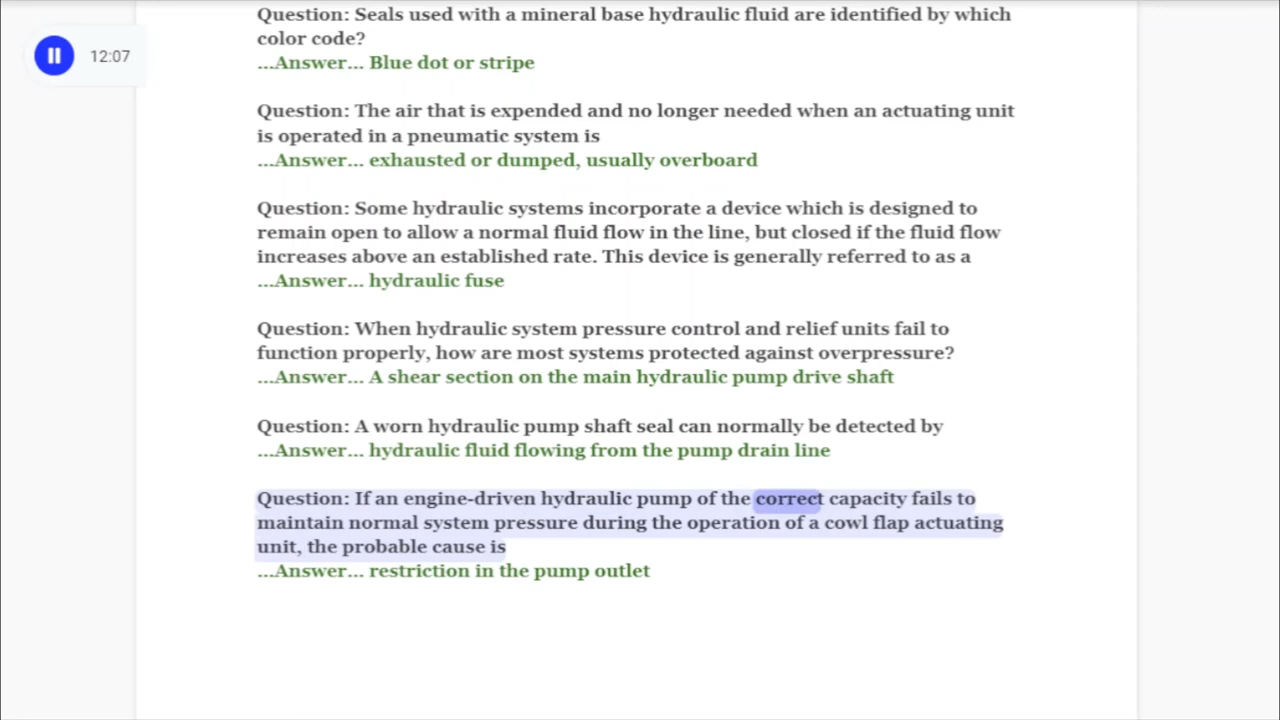 12:07
Question: Seals used with a mineral base hydraulic fluid are identified by which
color code?
...Answer... Blue dot or stripe
Question: The air that is expended and no longer needed when an actuating unit
is operated in a pneumatic system is
...Answer... exhausted or dumped, usually overboard
Question: Some hydraulic systems incorporate a device which is designed to
remain open to allow a normal fluid flow in the line, but closed if the fluid flow
increases above an established rate. This device is generally referred to as a
...Answer... hydraulic fuse
Question: When hydraulic system pressure control and relief units fail to
function properly, how are most systems protected against overpressure?
...Answer... A shear section on the main hydraulic pump drive shaft
Question: A worn hydraulic pump shaft seal can normally be detected by
...Answer... hydraulic fluid flowing from the pump drain line
Question: If an engine-driven hydraulic pump of the correct capacity fails to
maintain normal system pressure during the operation of a cowl flap actuating
unit, the probable cause is
...Answer... restriction in the pump outlet